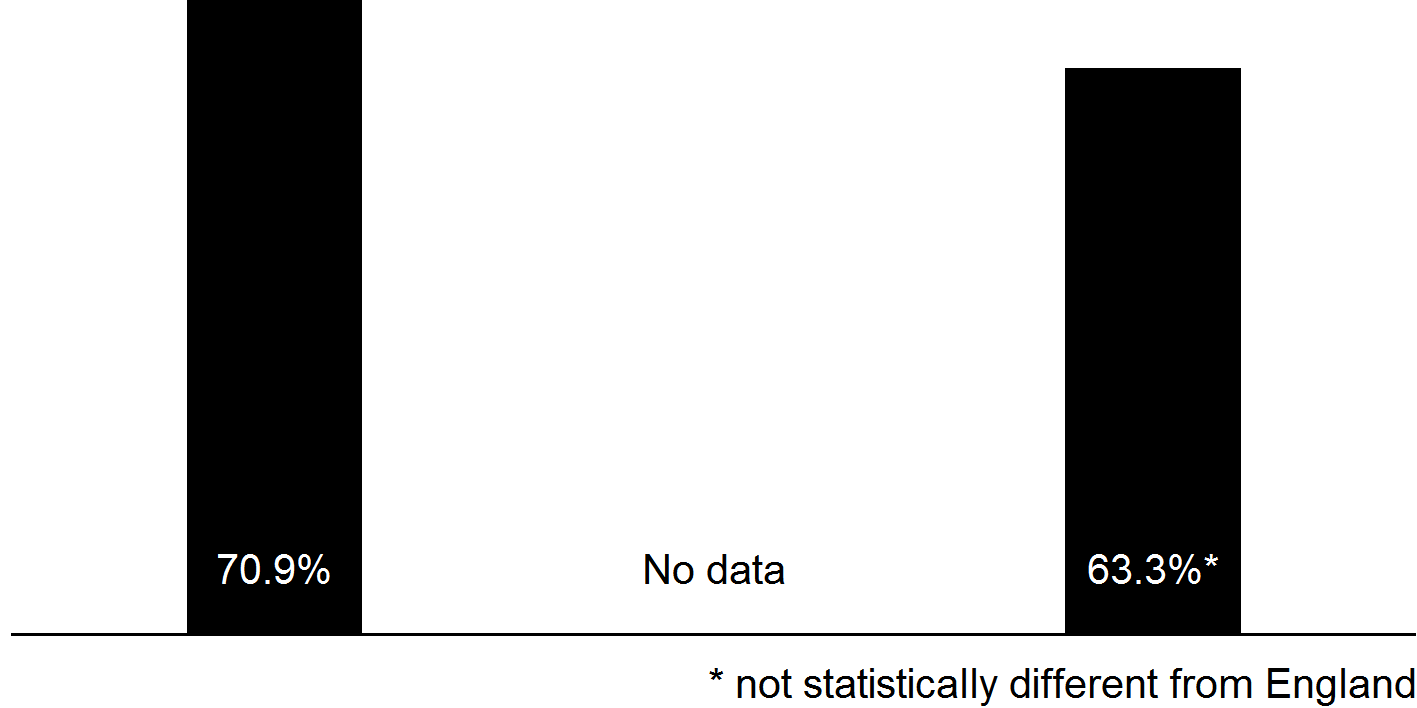 70.9% No data 63.3%*
* not statistically different from England